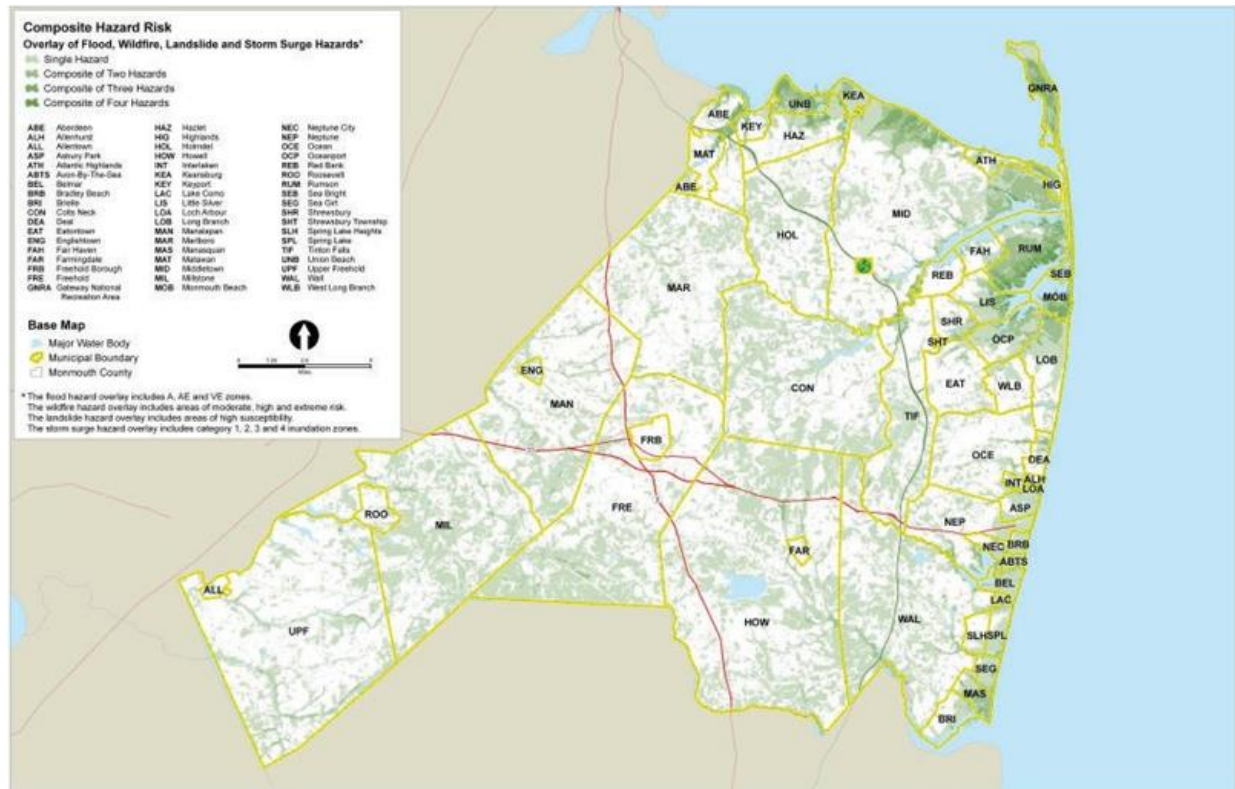 Composite Hazard Risk
Overlay of Flood, Wildfire, Landslide and Storm Surge Hazards*
Single Hazard
Composite of Two Hazards
Composite of Three Hazards
Composite of Four Hazards
ABE Aberdeen
ALH Allenhurst
ALL Allentown
ASP Asbury Park
ATH Atlantic Highlands
ABTS Avon-By-The-Sea
BEL Belmar
BRB Bradley Beach
BRI Brielle
CON Colts Neck
DEA Deal
EAT Eatontown
ENG Englishtown
FAH Fair Haven
FAR Farmingdale
FRB Freehold Borough
FRE Freehold
GNRA Gateway National
Recreation Area
HAZ Hazlet
HIG Highlands
HOL Holmdel
HOW Howell
INT Interlaken
KEA Keansburg
KEY Keyport
LAC Lake Como
LIS Little Silver
LOA Loch Arbour
LOB Long Branch
MAN Manalapan
MAR Marlboro
MAS Manasquan
MAT Matawan
MID Middletown
MIL Millstone
MOB Monmouth Beach
NEC Neptune City
NEP Neptune
OCE Ocean
OCP Oceanport
REB Red Bank
ROO Roosevelt
RUM Rumson
SEB Sea Bright
SEG Sea Girt
SHR Shrewsbury
SHT Shrewsbury Township
SLH Spring Lake Heights
SPL Spring Lake
TIF Tinton Falls
UNB Union Beach
UPF Upper Freehold
WAL Wall
WLB West Long Branch
Base Map
Major Water Body
Municipal Boundary
Monmouth County
Miles
* The flood hazard overlay includes A, AE and VE zones.
The wildfire hazard overlay includes areas of moderate, high and extreme risk.
The landslide hazard overlay includes areas of high susceptibility.
The storm surge hazard overlay includes category 1, 2, 3 and 4 inundation zones.
GNRA
ABE
KEY
UNB
KEA
HAZ
MAT
ABE
ATH
HIG
MID
HOL
FAH
RUM
REB
SEB
MAR
LIS
MOB
SHR
SHT
OCP
LOB
ENG
MAN
CON
EAT
WLB
TIF
FRB
OCE
DEA
INT
ALH
LOA
ROO
MIL
FRE
ASP
NEP
FAR
NEC
BRB
ABTS
ALL
BEL
LAC
UPF
HOW
WAL
SLH
SPL
SEG
MAS
BRI